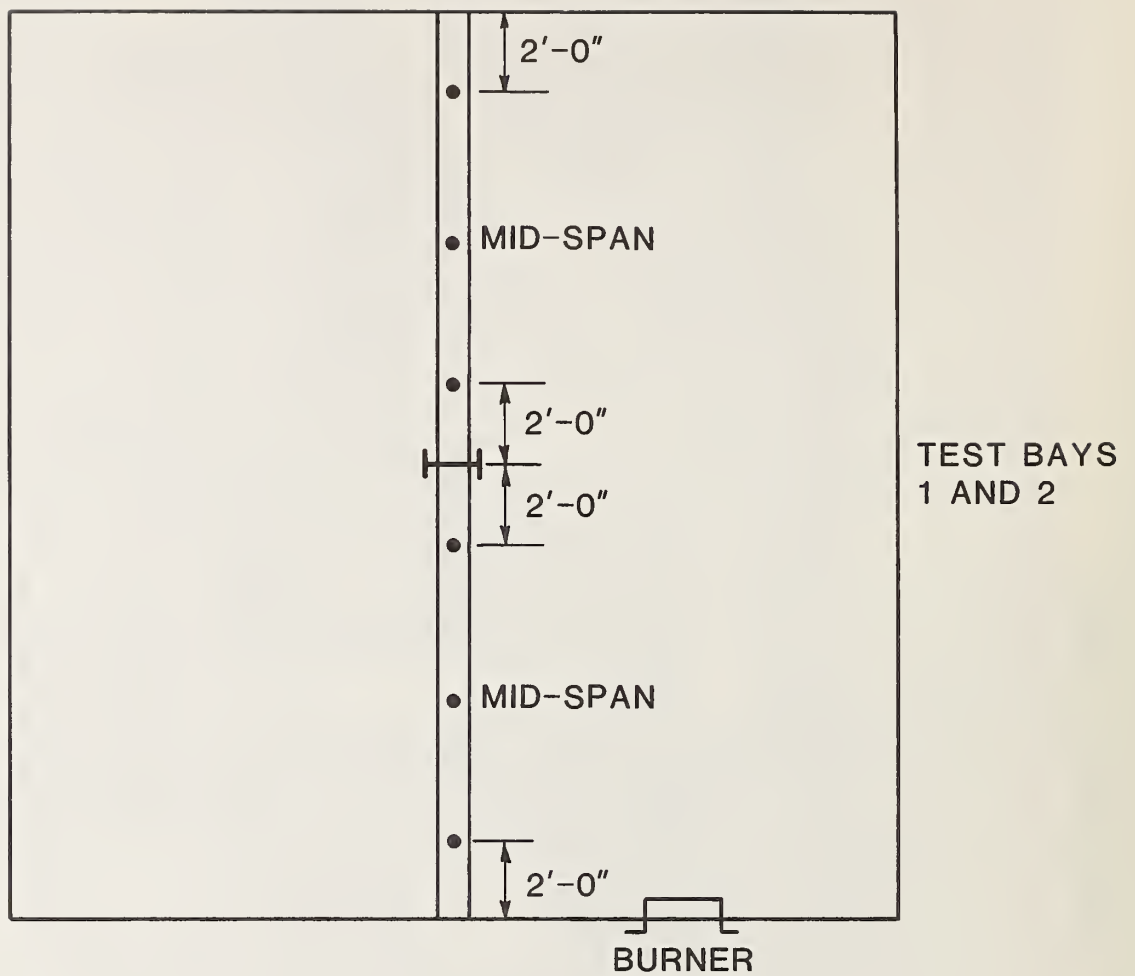 2'-0"
MID-SPAN
2'-0"
2'-0"
TEST BAYS
1 AND 2
MID-SPAN
2'-0"
BURNER